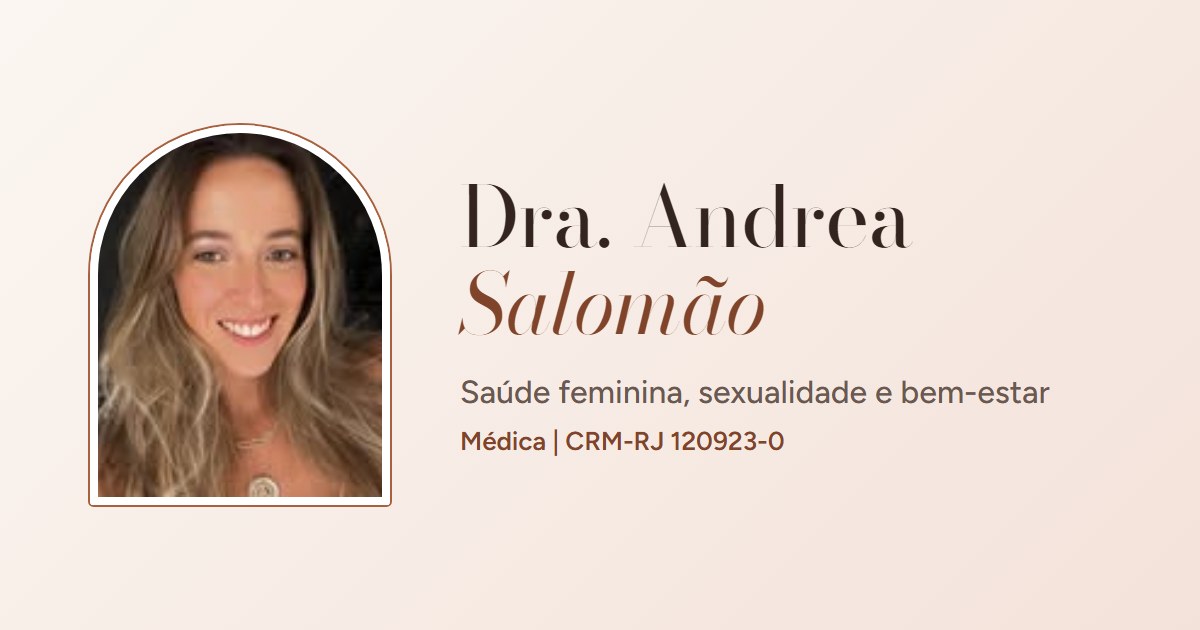 Dra. Andrea
Salomão
Saúde feminina, sexualidade e bem-estar
Médica | CRM-RJ 120923-0